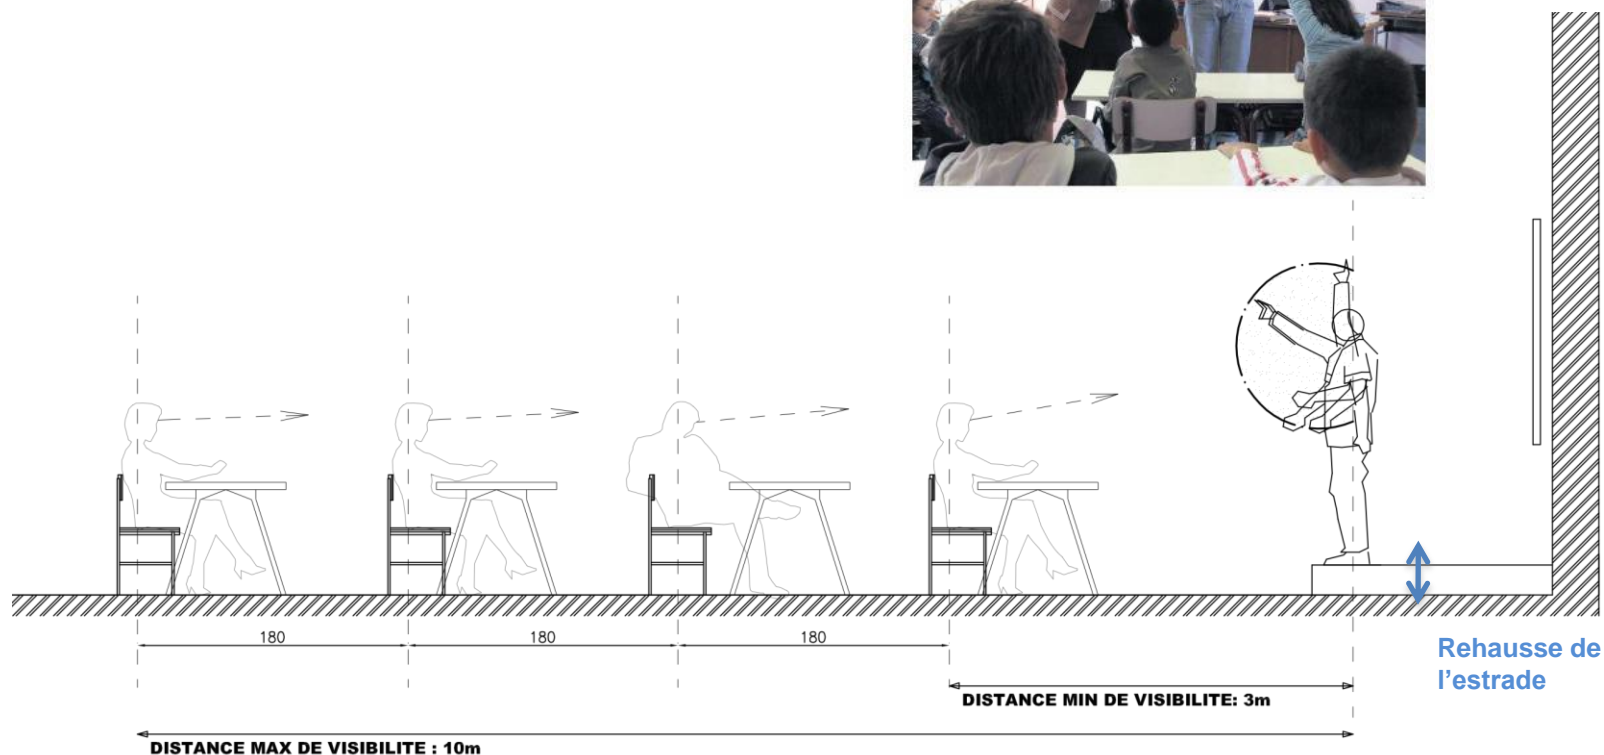 180
180
180
Rehausse de
l'estrade
DISTANCE MIN DE VISIBILITE: 3m
DISTANCE MAX DE VISIBILITE : 10m